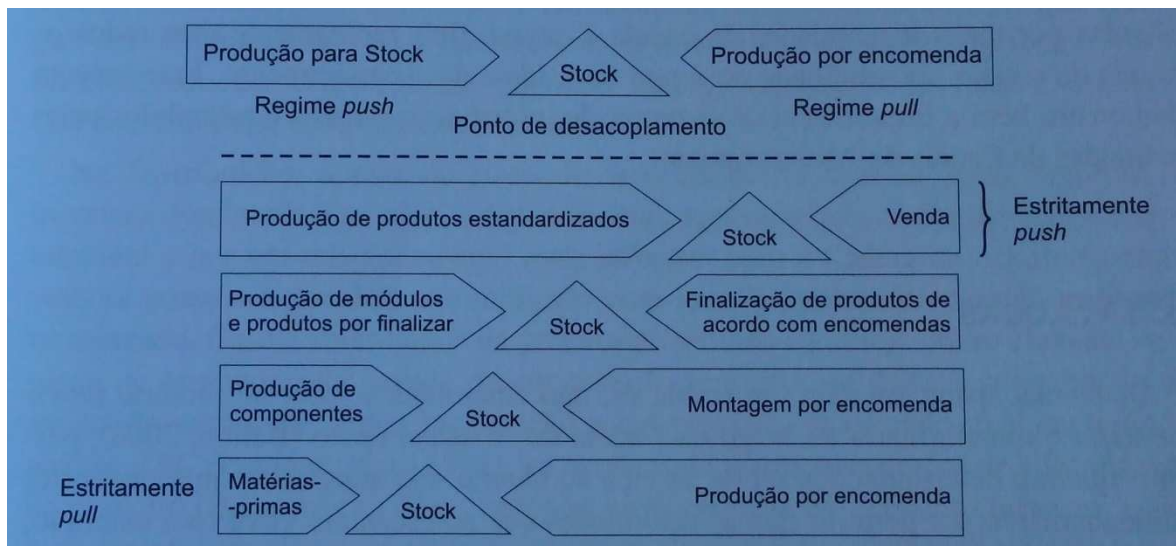 Produção para Stock
Stock
Produção por encomenda
Regime push
Ponto de desacoplamento
Regime pull
Produção de produtos estandardizados
Stock
Venda
Estritamente
push
Produção de módulos
e produtos por finalizar
Stock
Finalização de produtos de
acordo com encomendas
Produção de
componentes
Stock
Montagem por encomenda
Estritamente
pull
Matérias-
-primas
Stock
Produção por encomenda